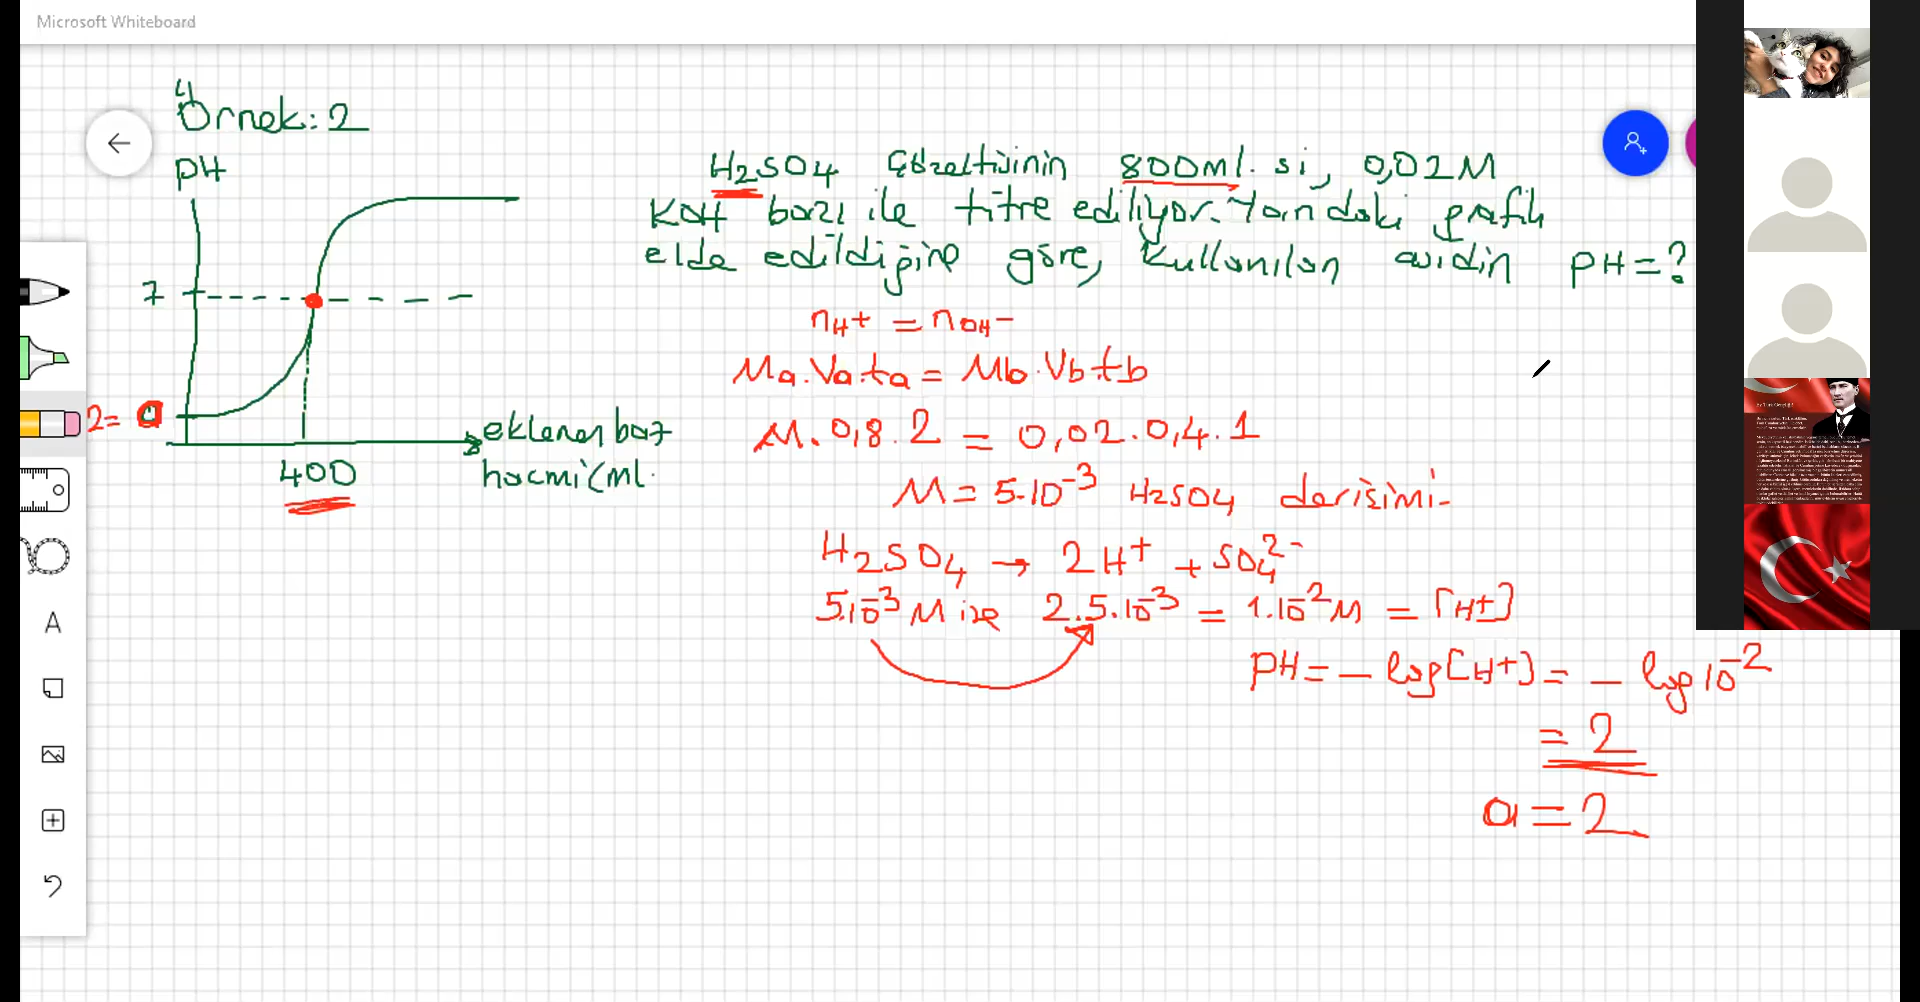 Microsoft Whiteboard
Örnek: 2
pH
7
2= a
400
eklenen baz
hacmi (ml.
H2SO4 Çözeltisinin 800ml. si, 0,02M
KOH bazı ile titre ediliyor. Yandaki grafik
elde edildiğine göre, Kullanılan asidin pH=?
nH+ = nOH-
Ma.Va.ta = Mb.Vb.tb
M.0,8.2 = 0,02.0,4.1
M = 5.10⁻³ H2SO4 derişimi.
H2SO4 → 2H⁺ + SO4²⁻
5.10⁻³ M ise 2.5.10⁻³ = 1.10⁻² M = [H+]
pH = - log[H+] = - log10⁻²
= 2
a = 2
A